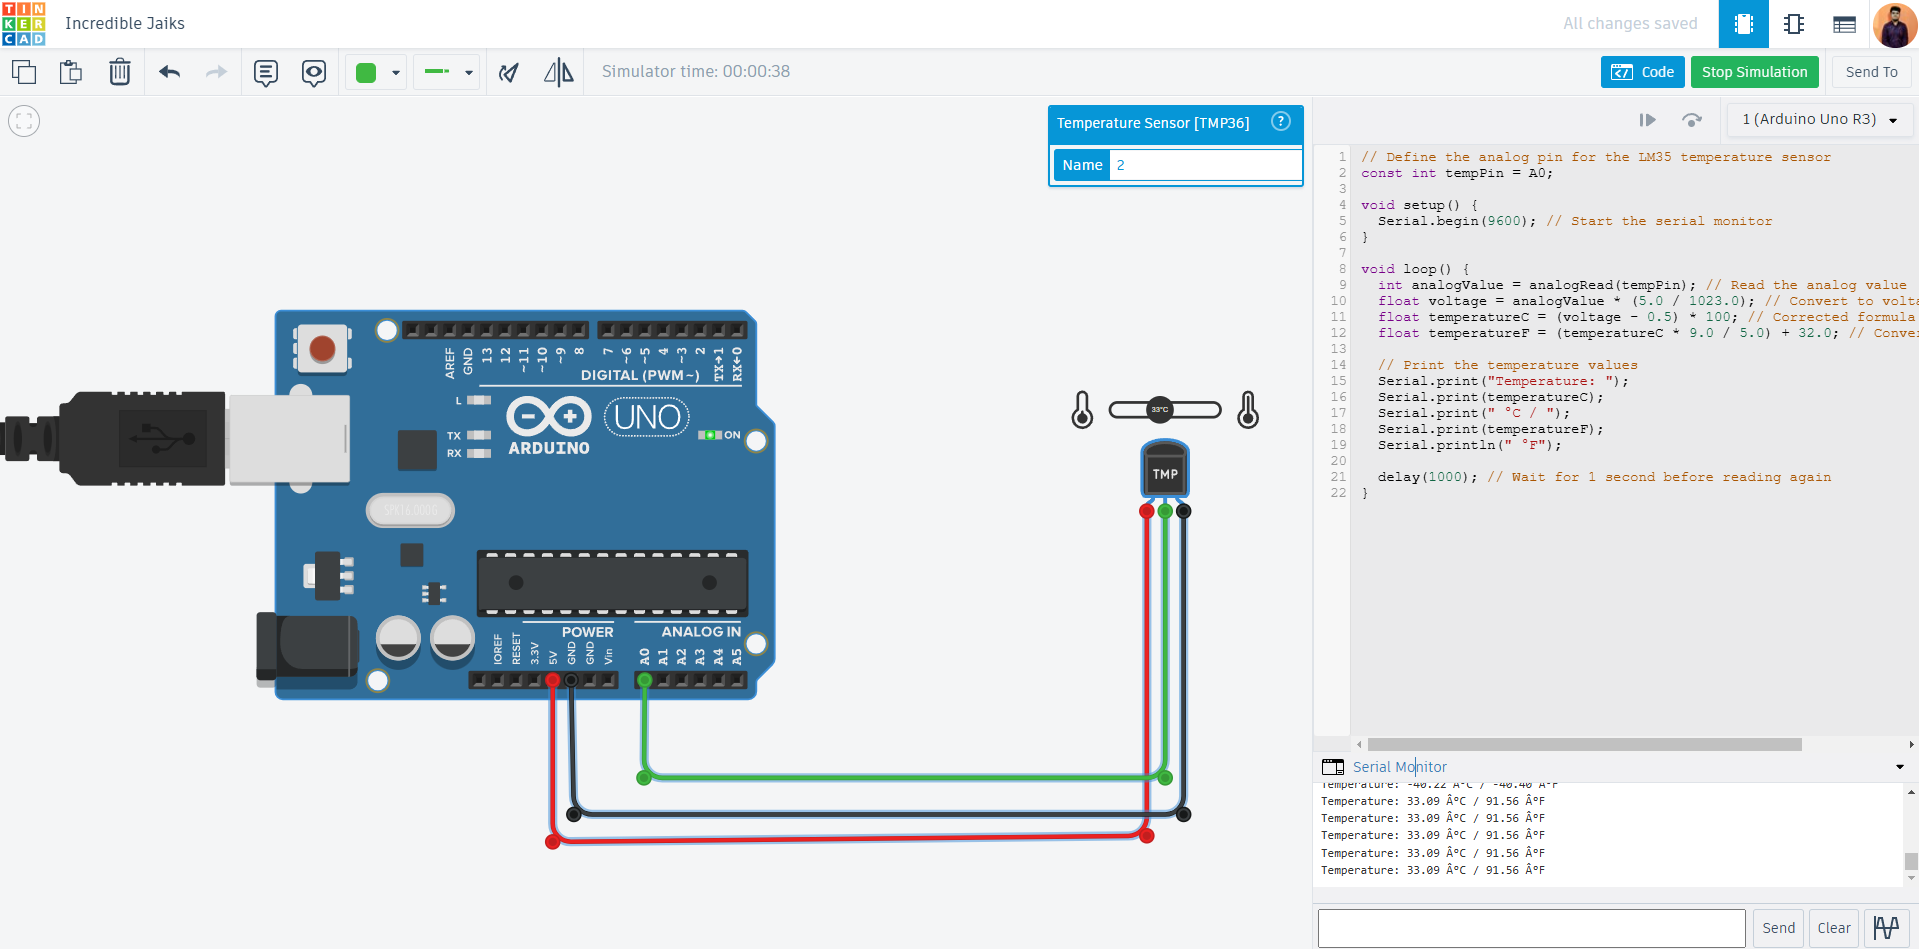 TIN
KER
CAD
Incredible Jaiks
All changes saved
Simulator time: 00:00:38
Code
Stop Simulation
Send To
Temperature Sensor [TMP36]
?
Name
2
1 (Arduino Uno R3)
1 // Define the analog pin for the LM35 temperature sensor
2 const int tempPin = A0;
3
4 void setup() {
5 Serial.begin(9600); // Start the serial monitor
6 }
7
8 void loop() {
9 int analogValue = analogRead(tempPin); // Read the analog value
10 float voltage = analogValue * (5.0 / 1023.0); // Convert to volta
11 float temperatureC = (voltage - 0.5) * 100; // Corrected formula
12 float temperatureF = (temperatureC * 9.0 / 5.0) + 32.0; // Conver
13
14 // Print the temperature values
15 Serial.print("Temperature: ");
16 Serial.print(temperatureC);
17 Serial.print(" °C / ");
18 Serial.print(temperatureF);
19 Serial.println(" °F");
20
21 delay(1000); // Wait for 1 second before reading again
22 }
AREF
GND
13
12
~11
~10
~9
8
7
~6
~5
4
~3
2
TX→1
RX←0
DIGITAL (PWM~)
L
TX
RX
ARDUINO
UNO
ON
SPK16.000G
POWER
ANALOG IN
IOREF
RESET
3.3V
5V
GND
GND
Vin
A0
A1
A2
A3
A4
A5
33°C
TMP
Serial Monitor
Temperature: -40.22 Â°C / -40.40 Â°F
Temperature: 33.09 Â°C / 91.56 Â°F
Temperature: 33.09 Â°C / 91.56 Â°F
Temperature: 33.09 Â°C / 91.56 Â°F
Temperature: 33.09 Â°C / 91.56 Â°F
Temperature: 33.09 Â°C / 91.56 Â°F
Send
Clear